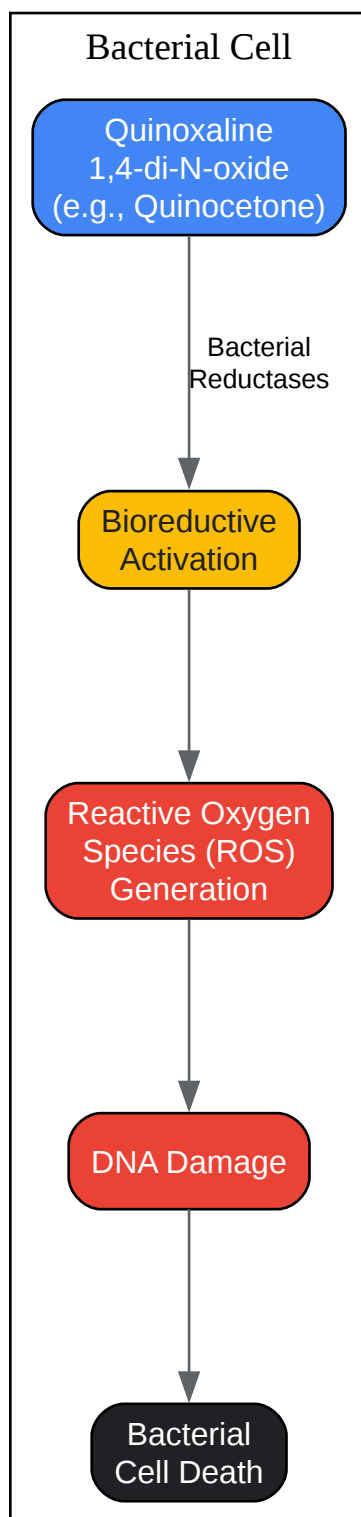 Bacterial Cell
Quinoxaline
1,4-di-N-oxide
(e.g., Quinocetone)
Bacterial
Reductases
Bioreductive
Activation
Reactive Oxygen
Species (ROS)
Generation
DNA Damage
Bacterial
Cell Death